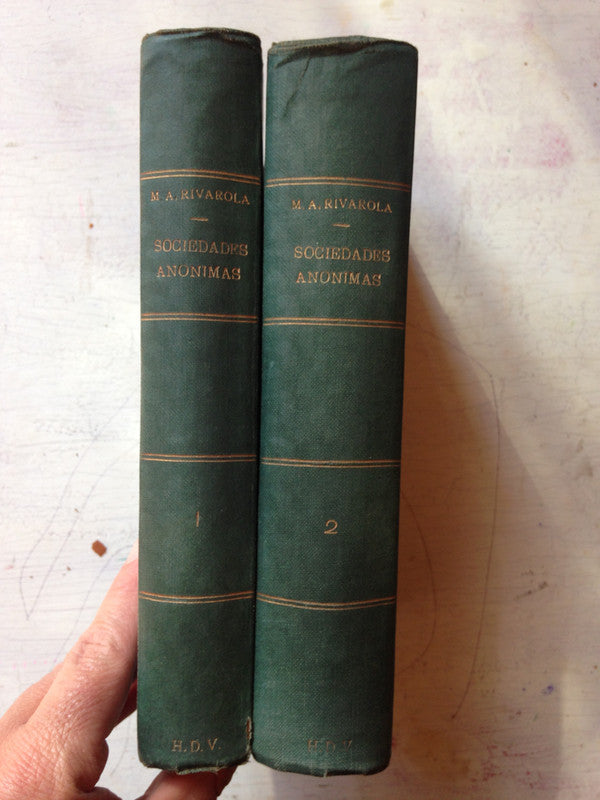 M. A. RIVAROLA
SOCIEDADES
ANONIMAS
1
H. D. V.
M. A. RIVAROLA
SOCIEDADES
ANONIMAS
2
H. D. V.